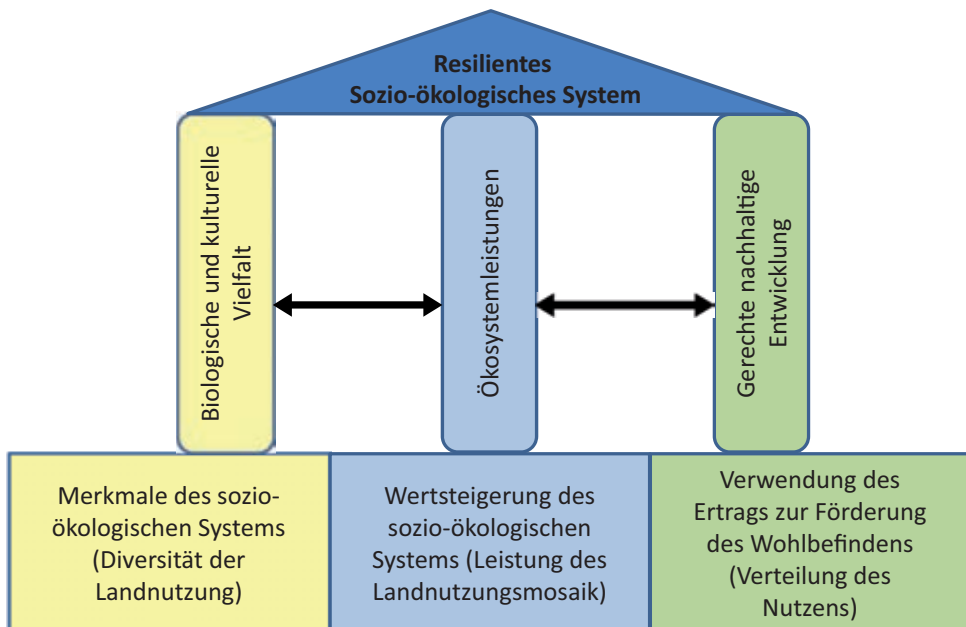 Resilientes
Sozio-ökologisches System
Biologische und kulturelle
Vielfalt
Ökosystemleistungen
Gerechte nachhaltige
Entwicklung
Merkmale des sozio-
ökologischen Systems
(Diversität der
Landnutzung)
Wertsteigerung des
sozio-ökologischen
Systems (Leistung des
Landnutzungsmosaik)
Verwendung des
Ertrags zur Förderung
des Wohlbefindens
(Verteilung des
Nutzens)